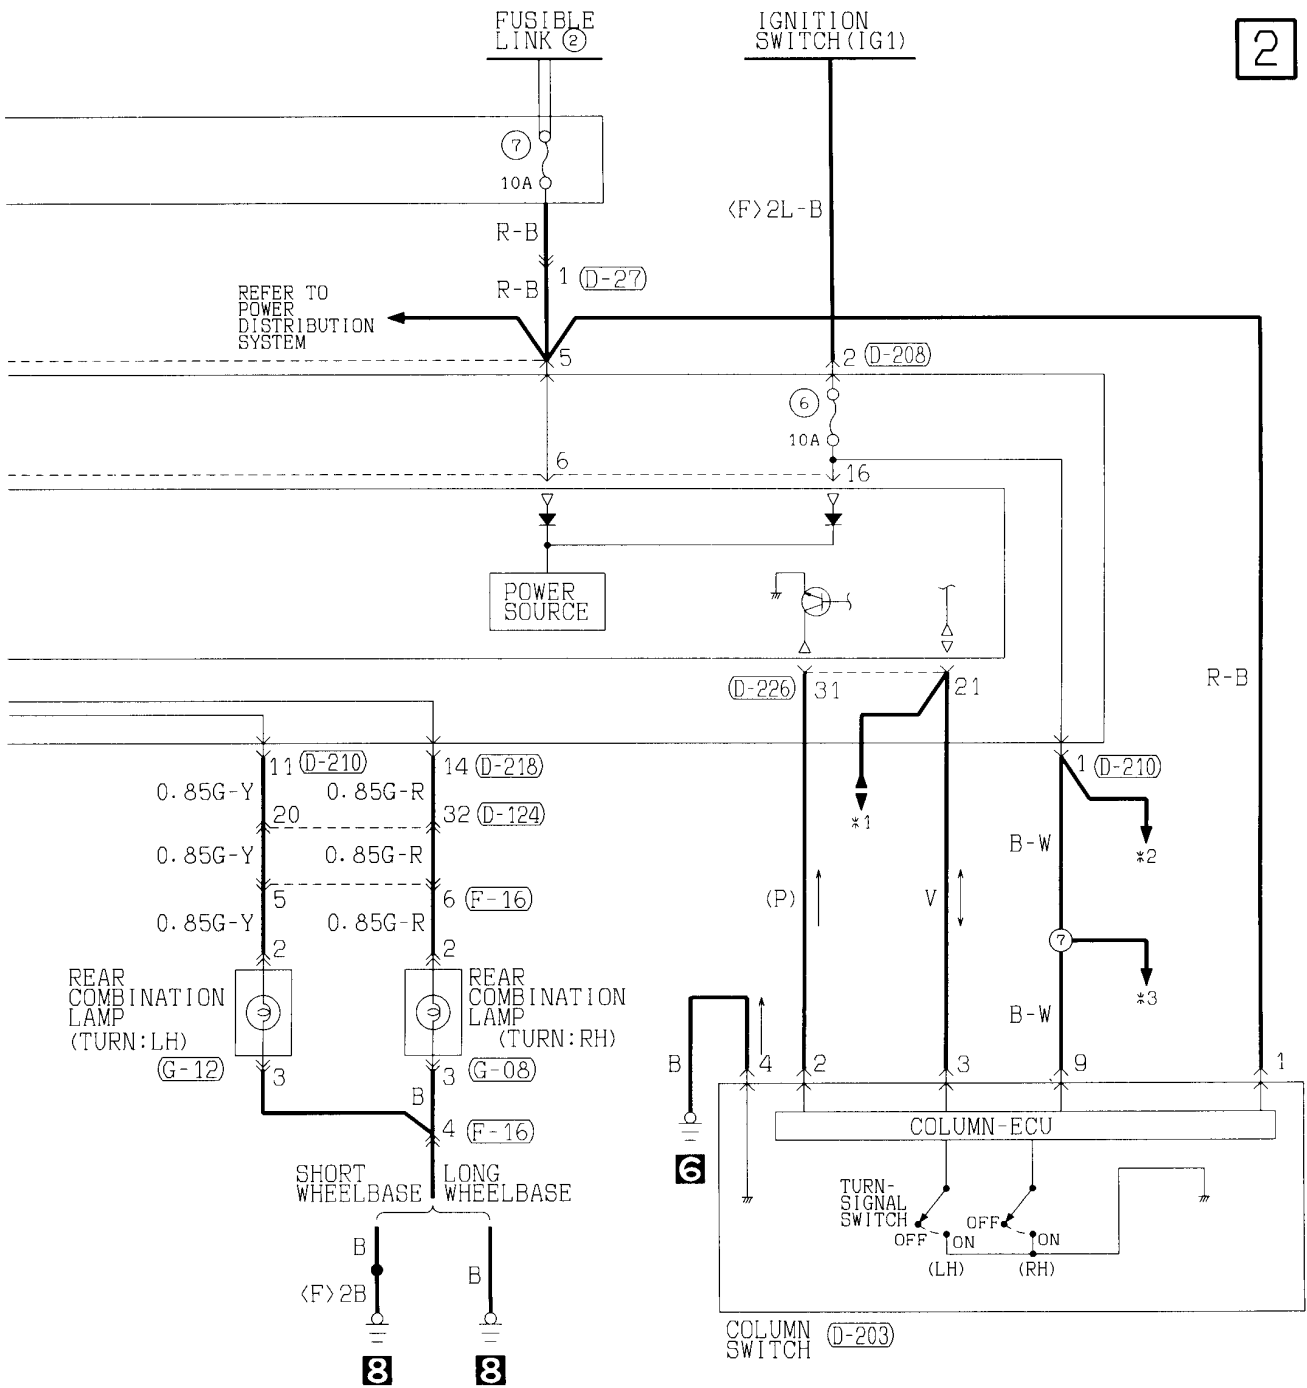 FUSIBLE
LINK ②
IGNITION
SWITCH(IG1)
2
7
10A
R-B
<F>2L-B
1 (D-27)
R-B
REFER TO
POWER
DISTRIBUTION
SYSTEM
5
2 (D-208)
6
10A
6
16
POWER
SOURCE
(D-226) 31
21
R-B
11 (D-210)
14 (D-218)
1 (D-210)
0.85G-Y
0.85G-R
20
32 (D-124)
*1
*2
B-W
0.85G-Y
0.85G-R
5
6 (F-16)
(P)
V
0.85G-Y
0.85G-R
7
2
2
REAR
COMBINATION
LAMP
(TURN:LH)
REAR
COMBINATION
LAMP
(TURN:RH)
*3
B-W
(G-12) 3
3 (G-08)
B
4
2
3
9
1
B
4 (F-16)
COLUMN-ECU
6
SHORT
WHEELBASE
LONG
WHEELBASE
TURN-
SIGNAL
SWITCH
OFF
OFF
ON
ON
(LH)
(RH)
B
B
<F>2B
COLUMN
SWITCH (D-203)
8
8